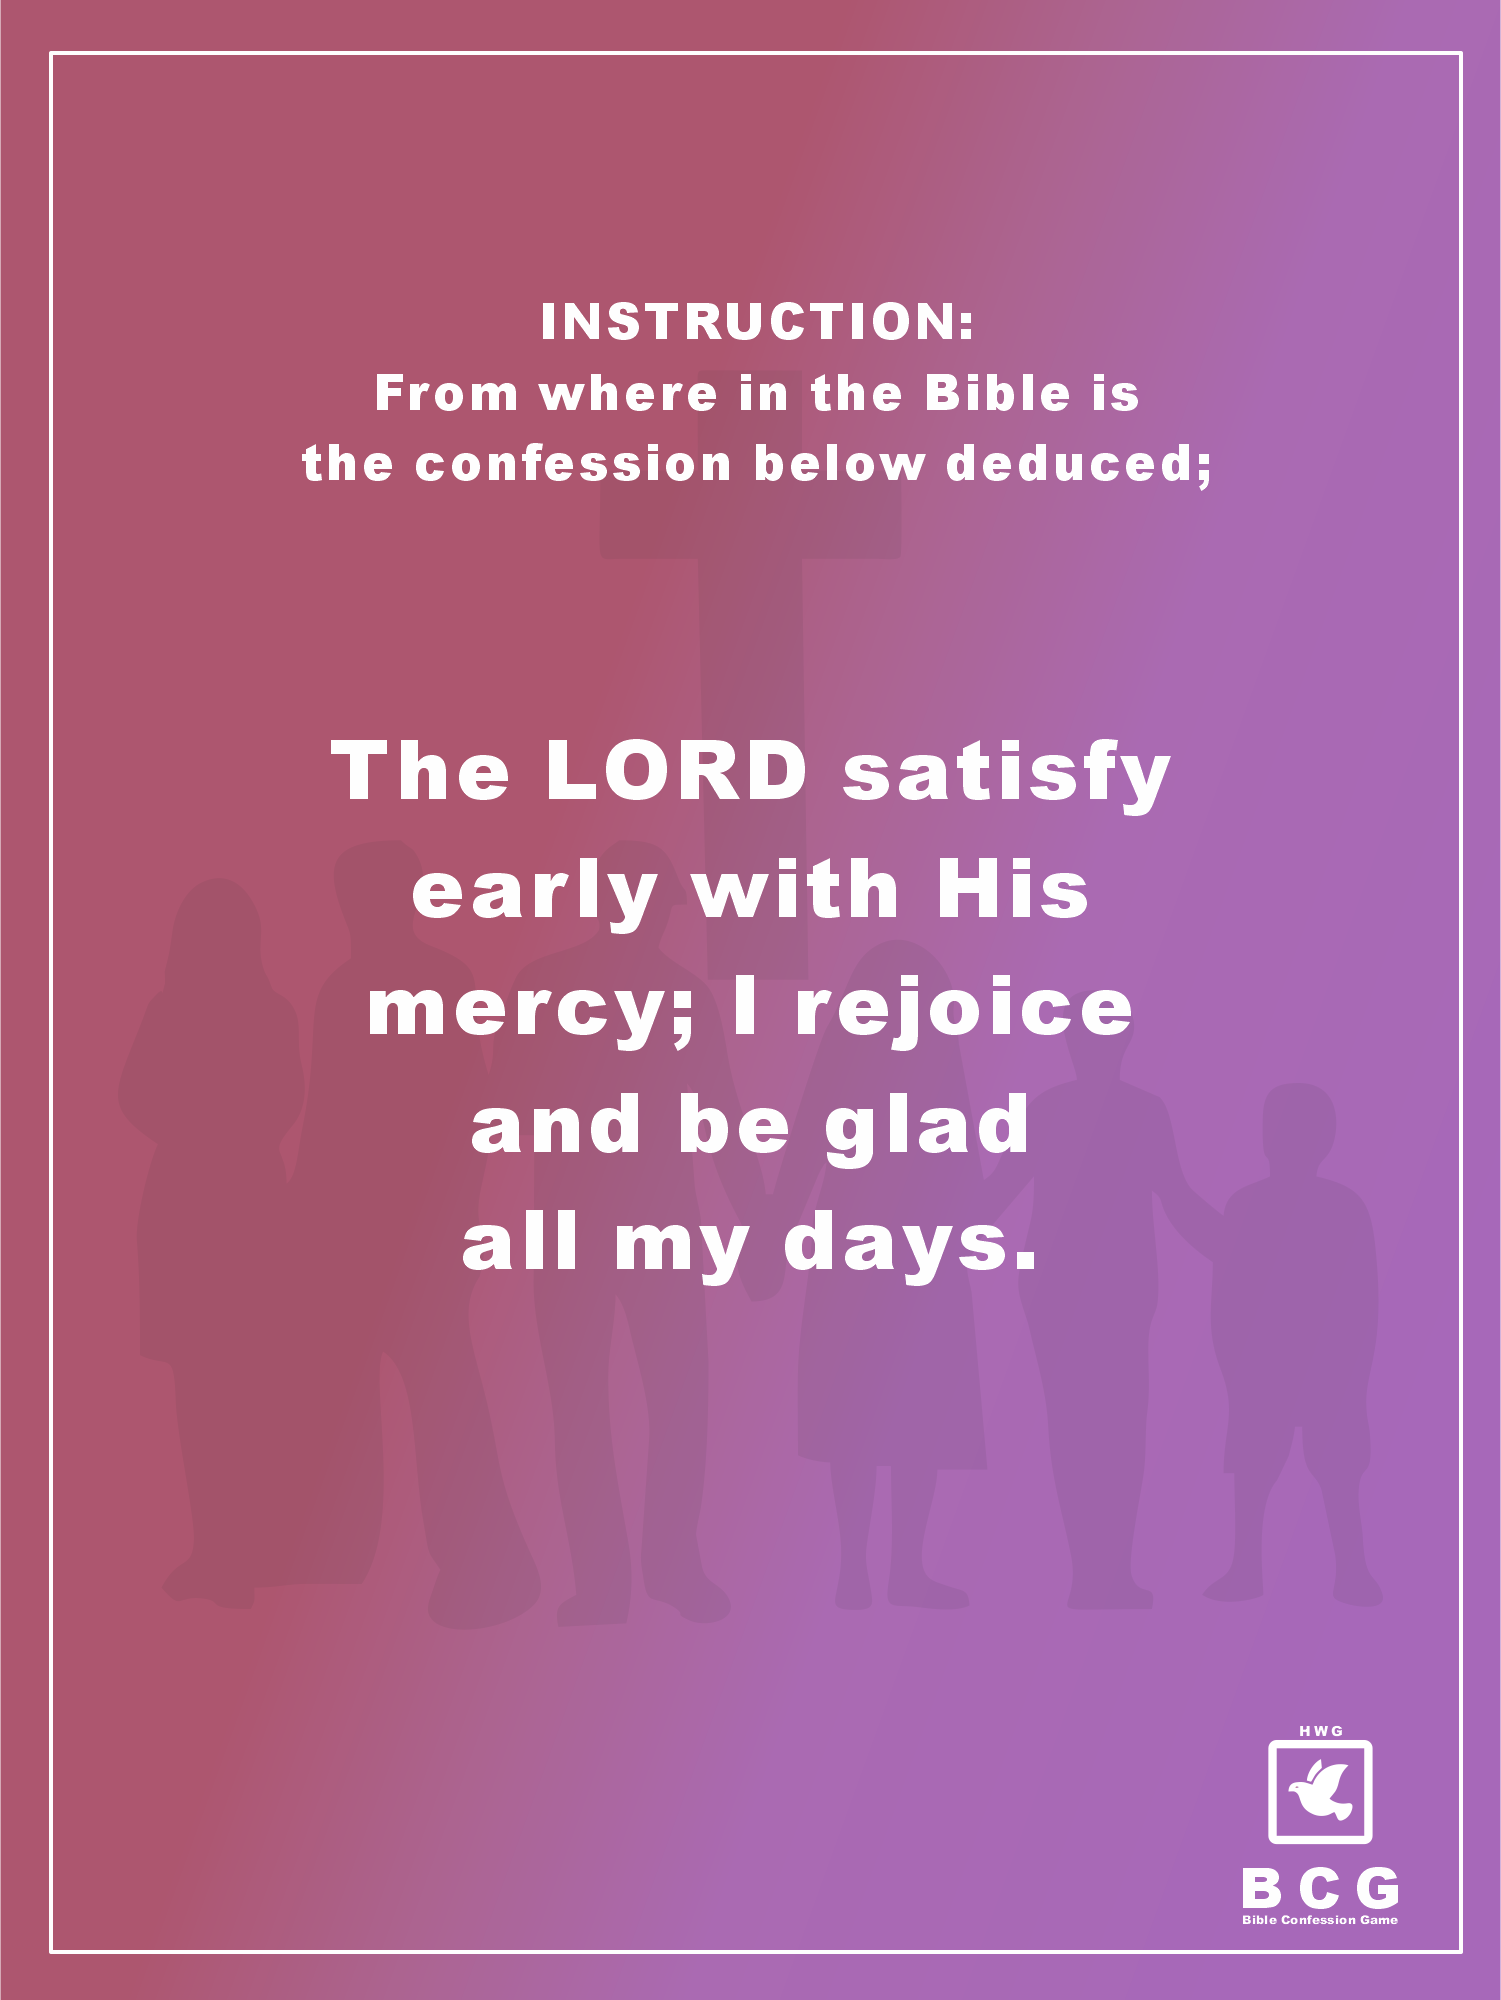 INSTRUCTION:
From where in the Bible is
the confession below deduced;
The LORD satisfy
early with His
mercy; I rejoice
and be glad
all my days.
HWG
BCG
Bible Confession Game